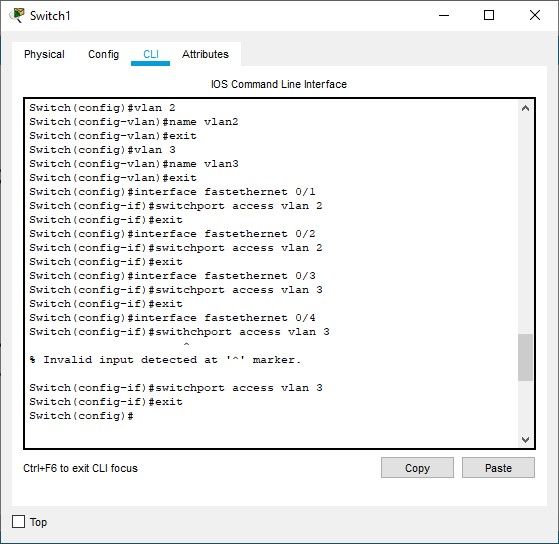 Switch1
Physical Config CLI Attributes
IOS Command Line Interface
Switch(config)#vlan 2
Switch(config-vlan)#name vlan2
Switch(config-vlan)#exit
Switch(config)#vlan 3
Switch(config-vlan)#name vlan3
Switch(config-vlan)#exit
Switch(config)#interface fastethernet 0/1
Switch(config-if)#switchport access vlan 2
Switch(config-if)#exit
Switch(config)#interface fastethernet 0/2
Switch(config-if)#switchport access vlan 2
Switch(config-if)#exit
Switch(config)#interface fastethernet 0/3
Switch(config-if)#switchport access vlan 3
Switch(config-if)#exit
Switch(config)#interface fastethernet 0/4
Switch(config-if)#swithchport access vlan 3
^
% Invalid input detected at '^' marker.
Switch(config-if)#switchport access vlan 3
Switch(config-if)#exit
Switch(config)#
Ctrl+F6 to exit CLI focus Copy Paste
Top